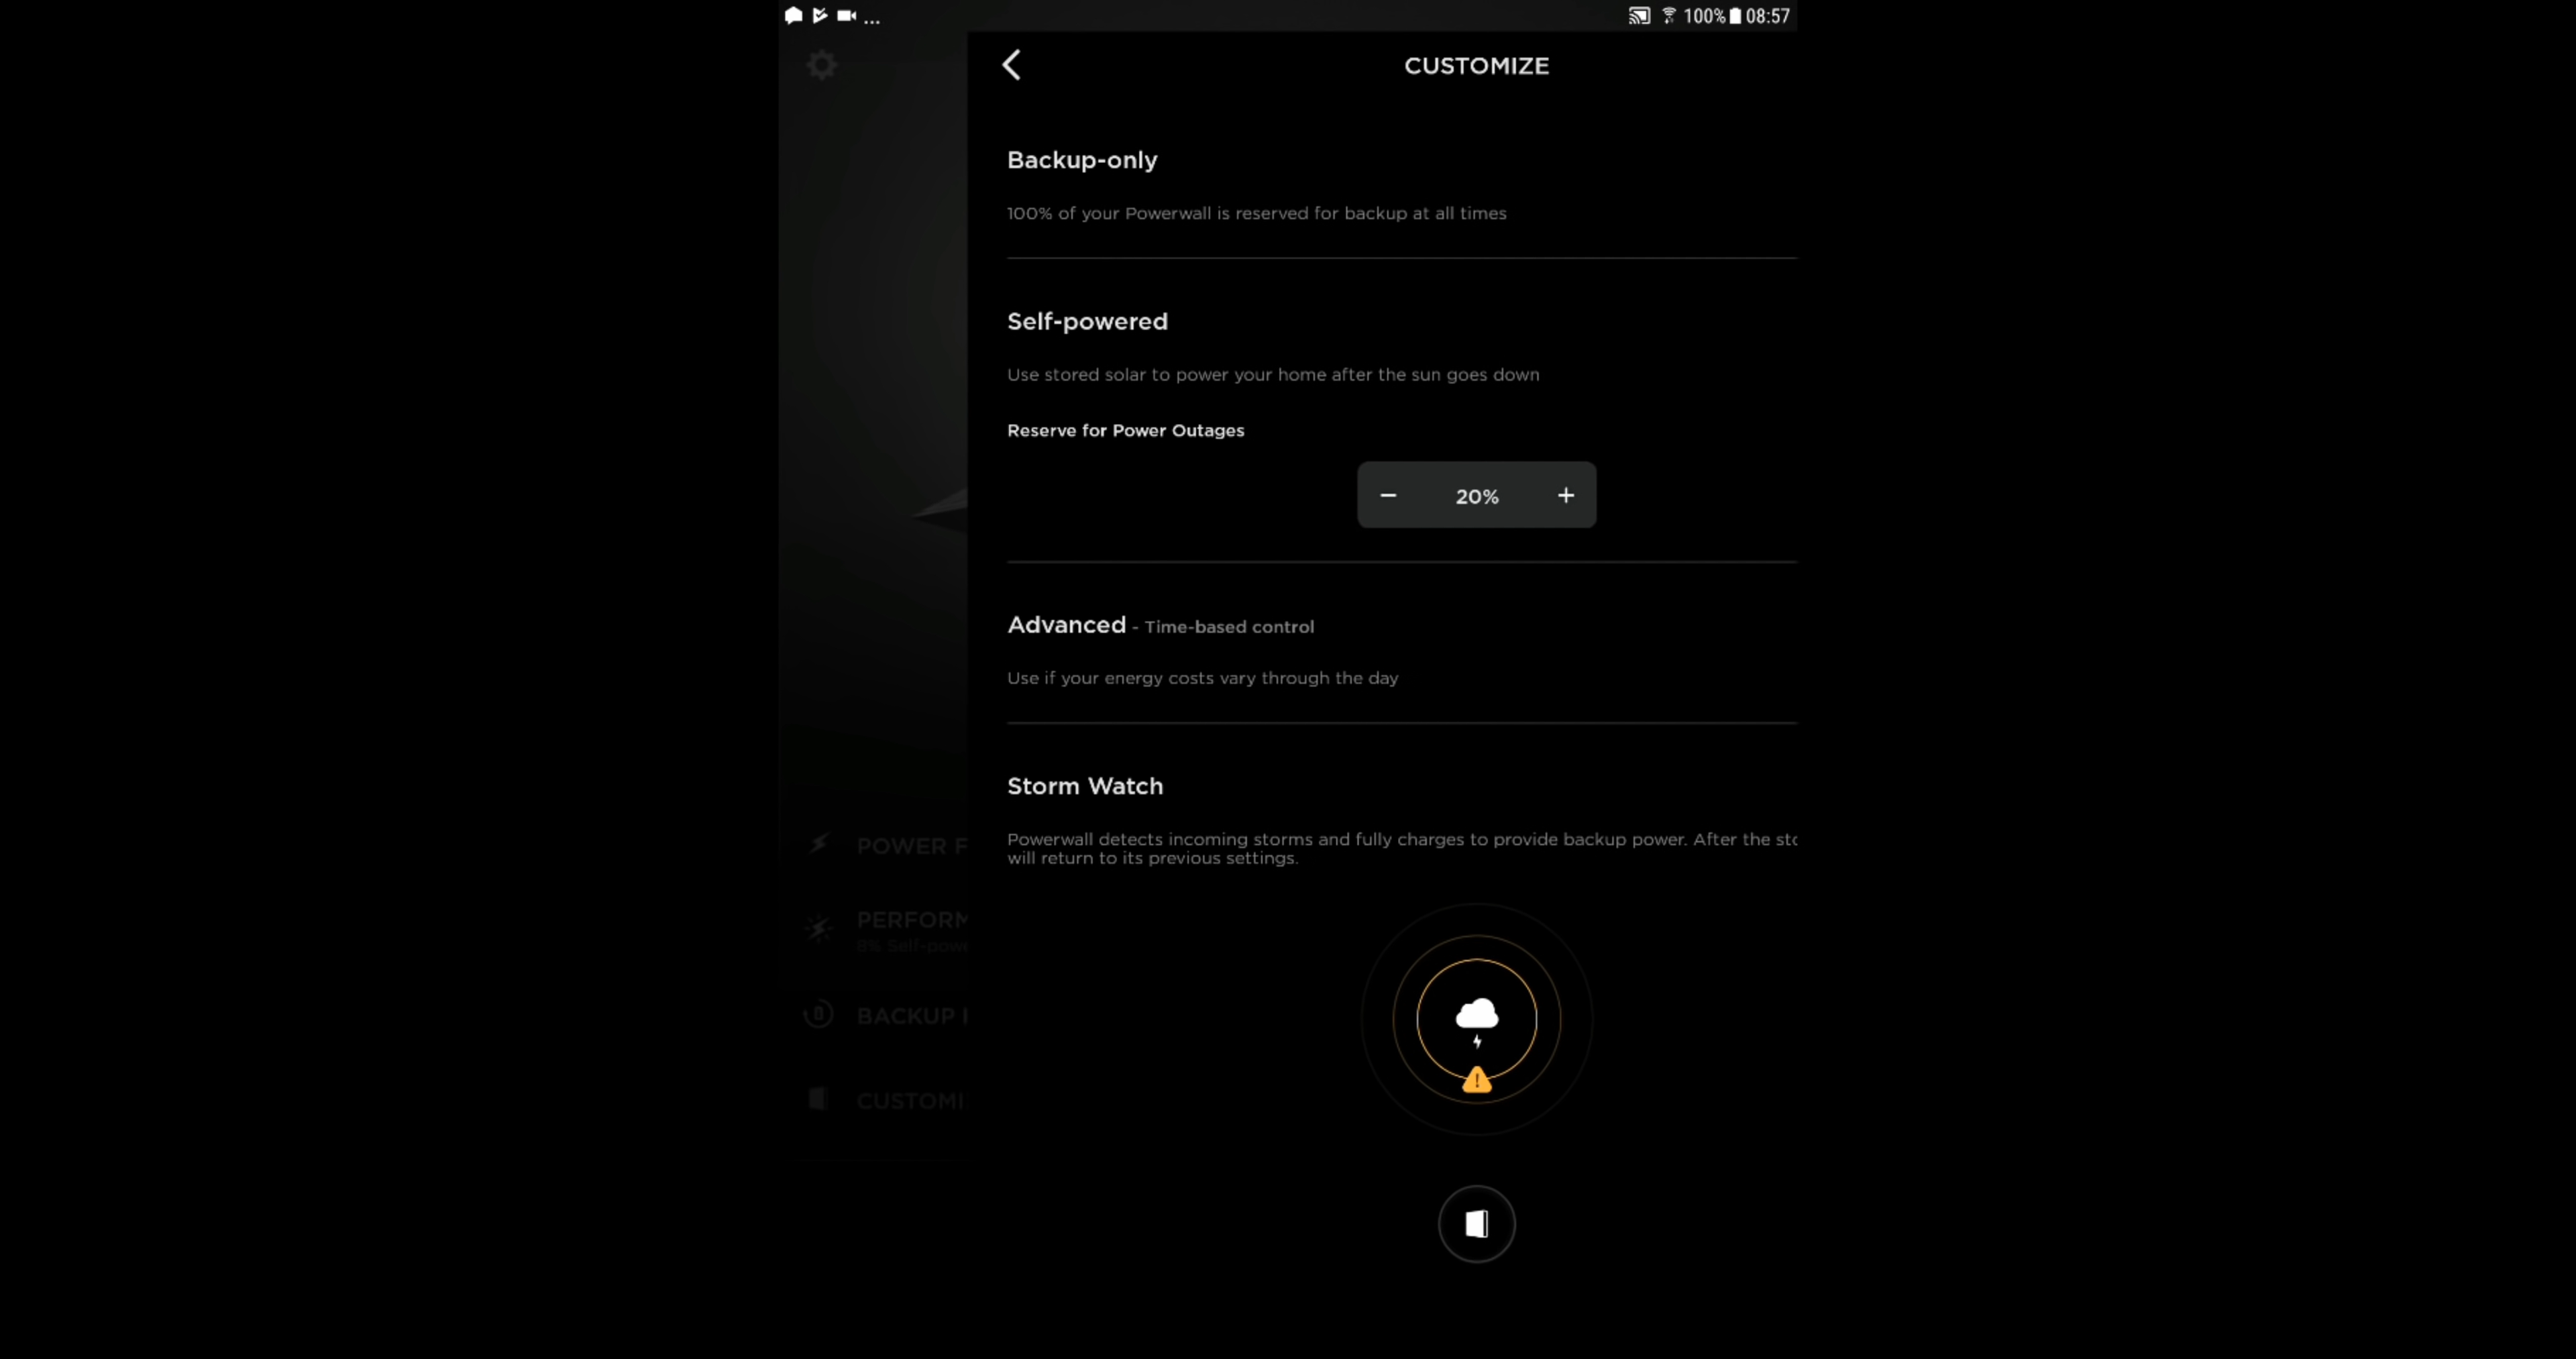 ... 100% 08:57
CUSTOMIZE
Backup-only
100% of your Powerwall is reserved for backup at all times
Self-powered
Use stored solar to power your home after the sun goes down
Reserve for Power Outages
− 20% +
Advanced - Time-based control
Use if your energy costs vary through the day
Storm Watch
Powerwall detects incoming storms and fully charges to provide backup power. After the
will return to its previous settings.
POWER
PERFORM
8%
BACKUP
CUSTOMI